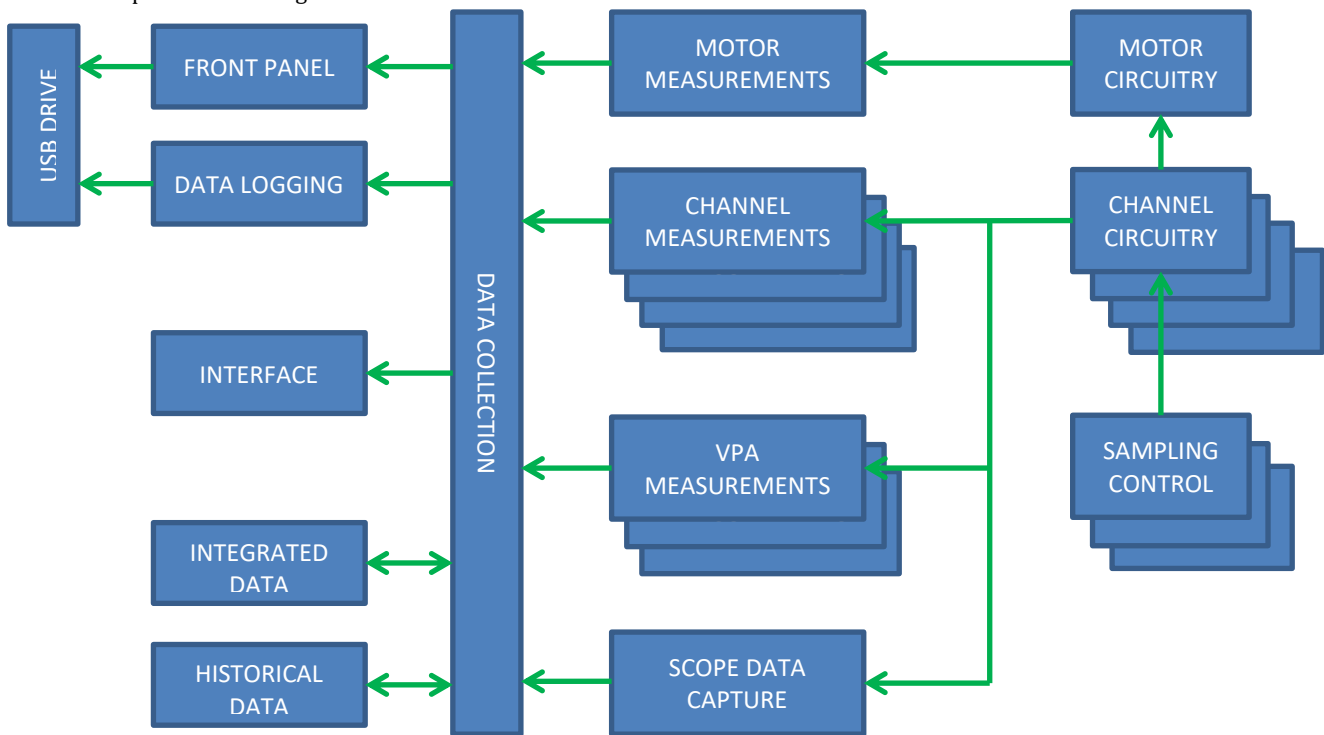 USB DRIVE
FRONT PANEL
DATA LOGGING
INTERFACE
INTEGRATED
DATA
HISTORICAL
DATA
DATA COLLECTION
MOTOR
MEASUREMENTS
CHANNEL
MEASUREMENTS
VPA
MEASUREMENTS
SCOPE DATA
CAPTURE
MOTOR
CIRCUITRY
CHANNEL
CIRCUITRY
SAMPLING
CONTROL